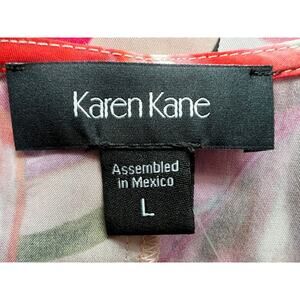 Karen Kane
Assembled
in Mexico
L